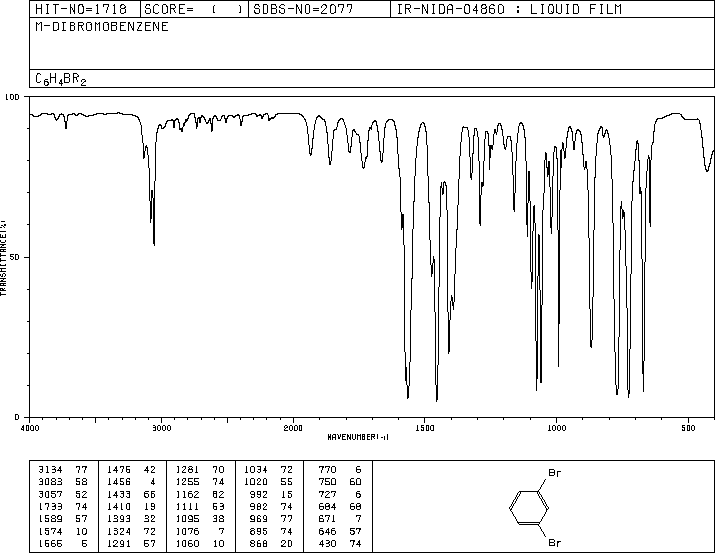 HIT-NO=1718 SCORE= ( ) SDBS-NO=2077 IR-NIDA-04860 : LIQUID FILM
M-DIBROMOBENZENE
C6H4BR2
100
50
0
TRANSMITTANCE(%)
4000 3000 2000 1500 1000 500
WAVENUMBER(-1)
3134 77 1476 42 1281 70 1034 72 770 6
3083 58 1456 4 1255 74 1020 55 750 60
3057 52 1433 66 1162 62 992 15 727 6
1733 74 1410 19 1111 53 982 74 684 68
1589 57 1393 32 1095 38 969 77 671 7
1574 10 1324 72 1076 7 895 74 646 57
1566 5 1291 57 1060 10 868 20 430 74
Br
Br